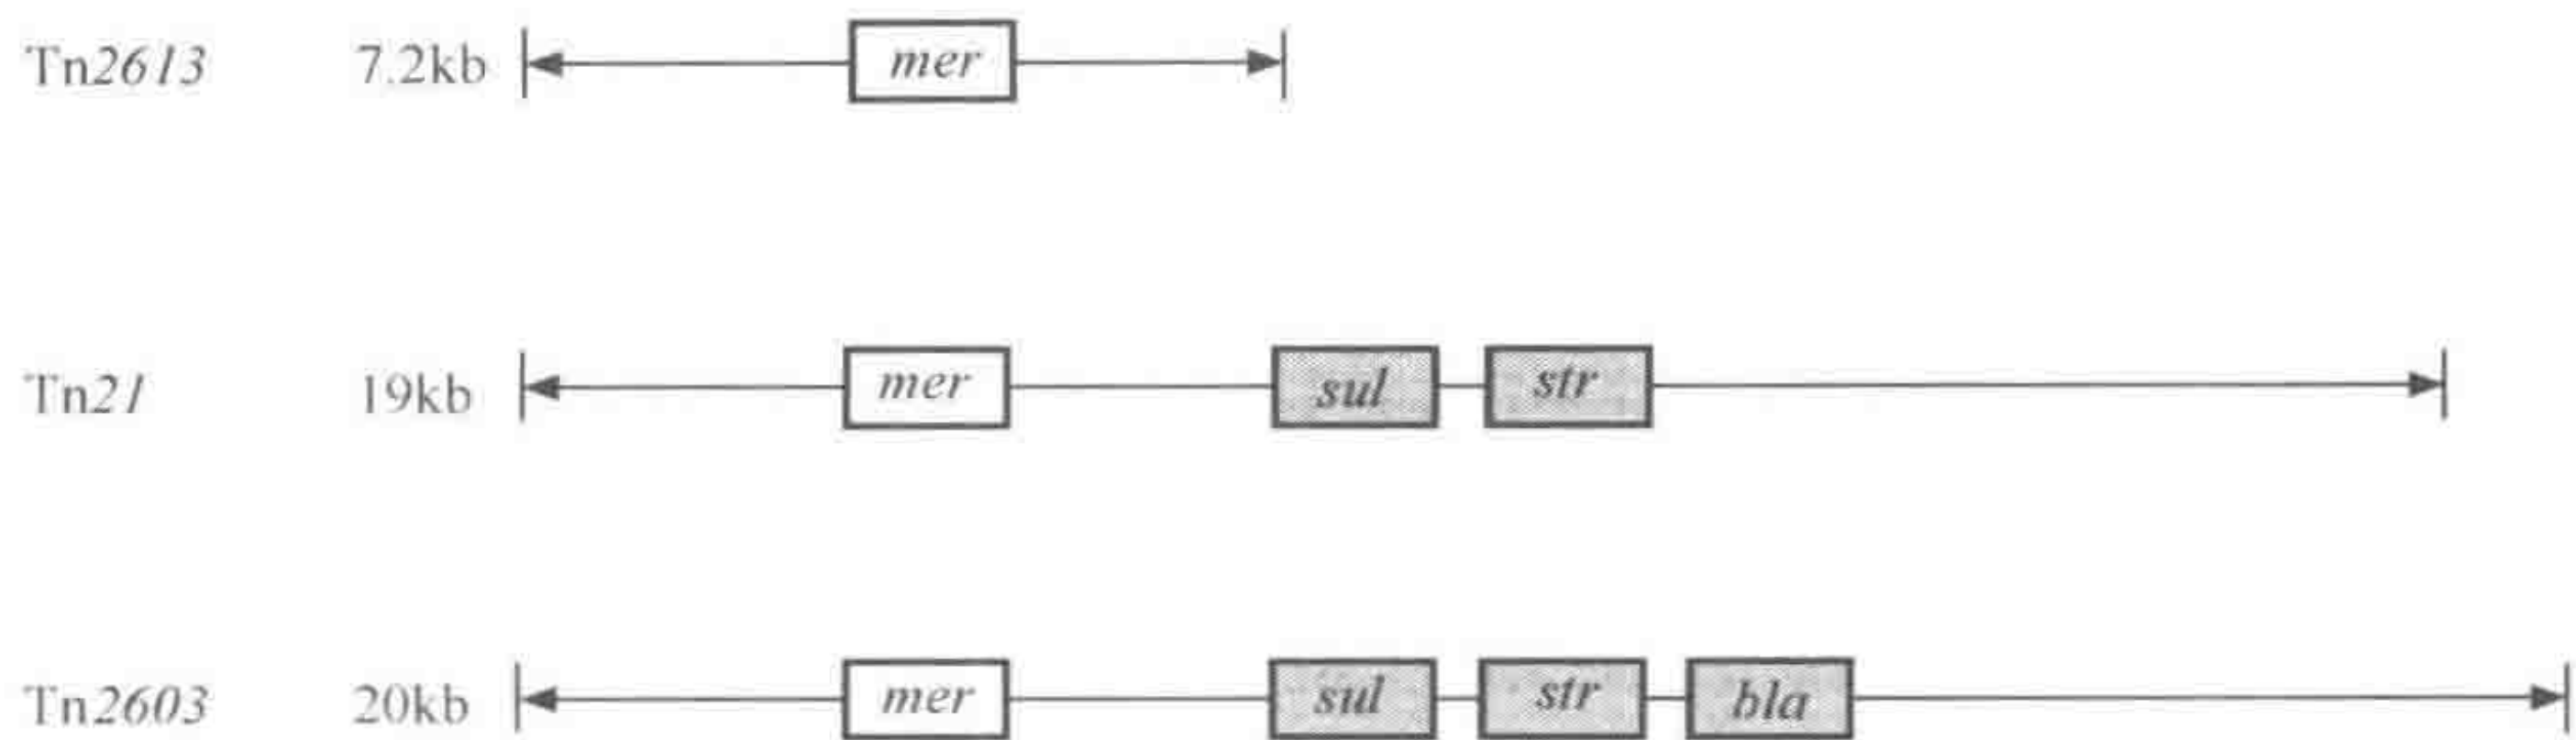 Tn2613 7.2kb mer
Tn21 19kb mer sul str
Tn2603 20kb mer sul str bla